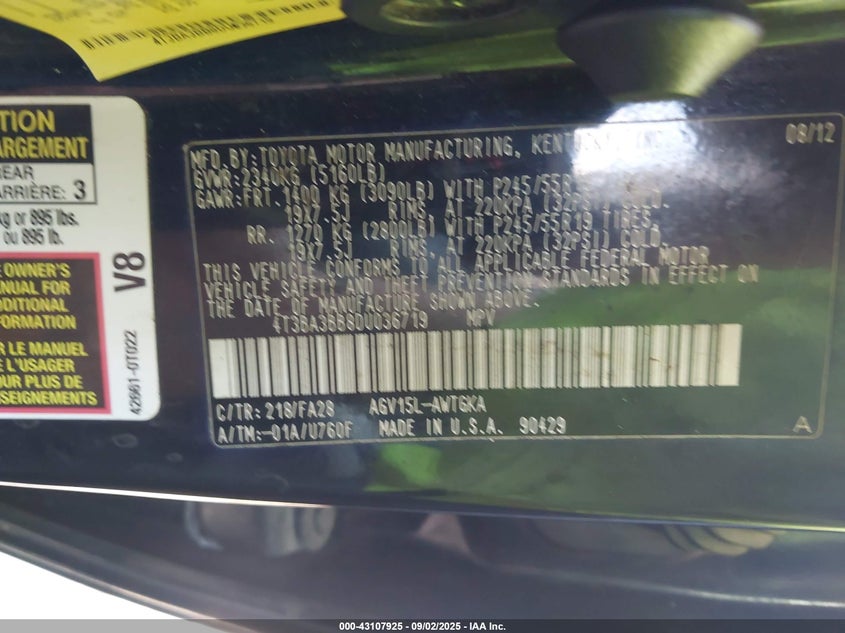 TION
ARGEMENT
REAR
ARRIÈRE: 3
kg or 895 lbs.
ou 895 lb.
E OWNER'S
ANUAL FOR
DDITIONAL
ORMATION
R LE MANUEL
E L'USAGER
POUR PLUS DE
SEIGNEMENTS
V8
42661-0T022
MFD. BY: TOYOTA MOTOR MANUFACTURING, KENTUCKY, INC. 08/12
GVWR: 2340KG (5160LB)
GAWR: FRT. 1400 KG (3090LB) WITH P245/55R19 TIRES,
19X7.5J RIMS, AT 220KPA (32PSI) COLD.
RR. 1270 KG (2800LB) WITH P245/55R19 TIRES,
19X7.5J RIMS, AT 220KPA (32PSI) COLD.
THIS VEHICLE CONFORMS TO ALL APPLICABLE FEDERAL MOTOR
VEHICLE SAFETY AND THEFT PREVENTION STANDARDS IN EFFECT ON
THE DATE OF MANUFACTURE SHOWN ABOVE.
4T3BA3BB8DU036719 MPV
C/TR: 218/FA28 AGV15L-AWTGKA
A/TM: -01A/U760F MADE IN U.S.A. 90429
A
000-43107925 - 09/02/2025 - IAA Inc.